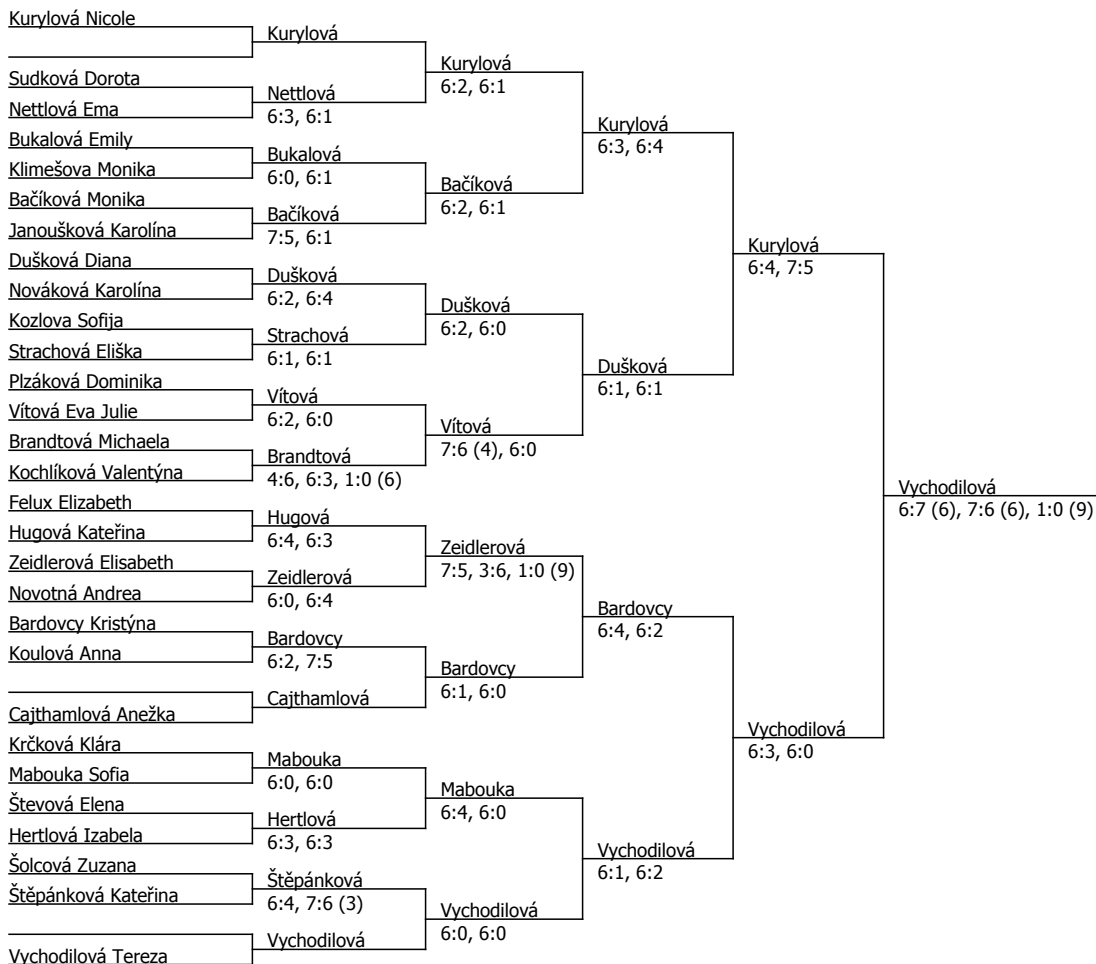 Kurylová Nicole
Sudková Dorota
Nettlová Ema
Bukalová Emily
Klimešova Monika
Bačíková Monika
Janoušková Karolína
Dušková Diana
Nováková Karolína
Kozlova Sofija
Strachová Eliška
Plzáková Dominika
Vítová Eva Julie
Brandtová Michaela
Kochlíková Valentýna
Felux Elizabeth
Hugová Kateřina
Zeidlerová Elisabeth
Novotná Andrea
Bardovcy Kristýna
Koulová Anna
Cajthamlová Anežka
Krčková Klára
Mabouka Sofia
Števová Elena
Hertlová Izabela
Šolcová Zuzana
Štěpánková Kateřina
Vychodilová Tereza
Kurylová
Nettlová
6:3, 6:1
Bukalová
6:0, 6:1
Bačíková
7:5, 6:1
Dušková
6:2, 6:4
Strachová
6:1, 6:1
Vítová
6:2, 6:0
Brandtová
4:6, 6:3, 1:0 (6)
Hugová
6:4, 6:3
Zeidlerová
6:0, 6:4
Bardovcy
6:2, 7:5
Cajthamlová
Mabouka
6:0, 6:0
Hertlová
6:3, 6:3
Štěpánková
6:4, 7:6 (3)
Vychodilová
Kurylová
6:2, 6:1
Bačíková
6:2, 6:1
Dušková
6:2, 6:0
Vítová
7:6 (4), 6:0
Zeidlerová
7:5, 3:6, 1:0 (9)
Bardovcy
6:1, 6:0
Mabouka
6:4, 6:0
Vychodilová
6:0, 6:0
Kurylová
6:3, 6:4
Dušková
6:1, 6:1
Bardovcy
6:4, 6:2
Vychodilová
6:1, 6:2
Kurylová
6:4, 7:5
Vychodilová
6:3, 6:0
Vychodilová
6:7 (6), 7:6 (6), 1:0 (9)